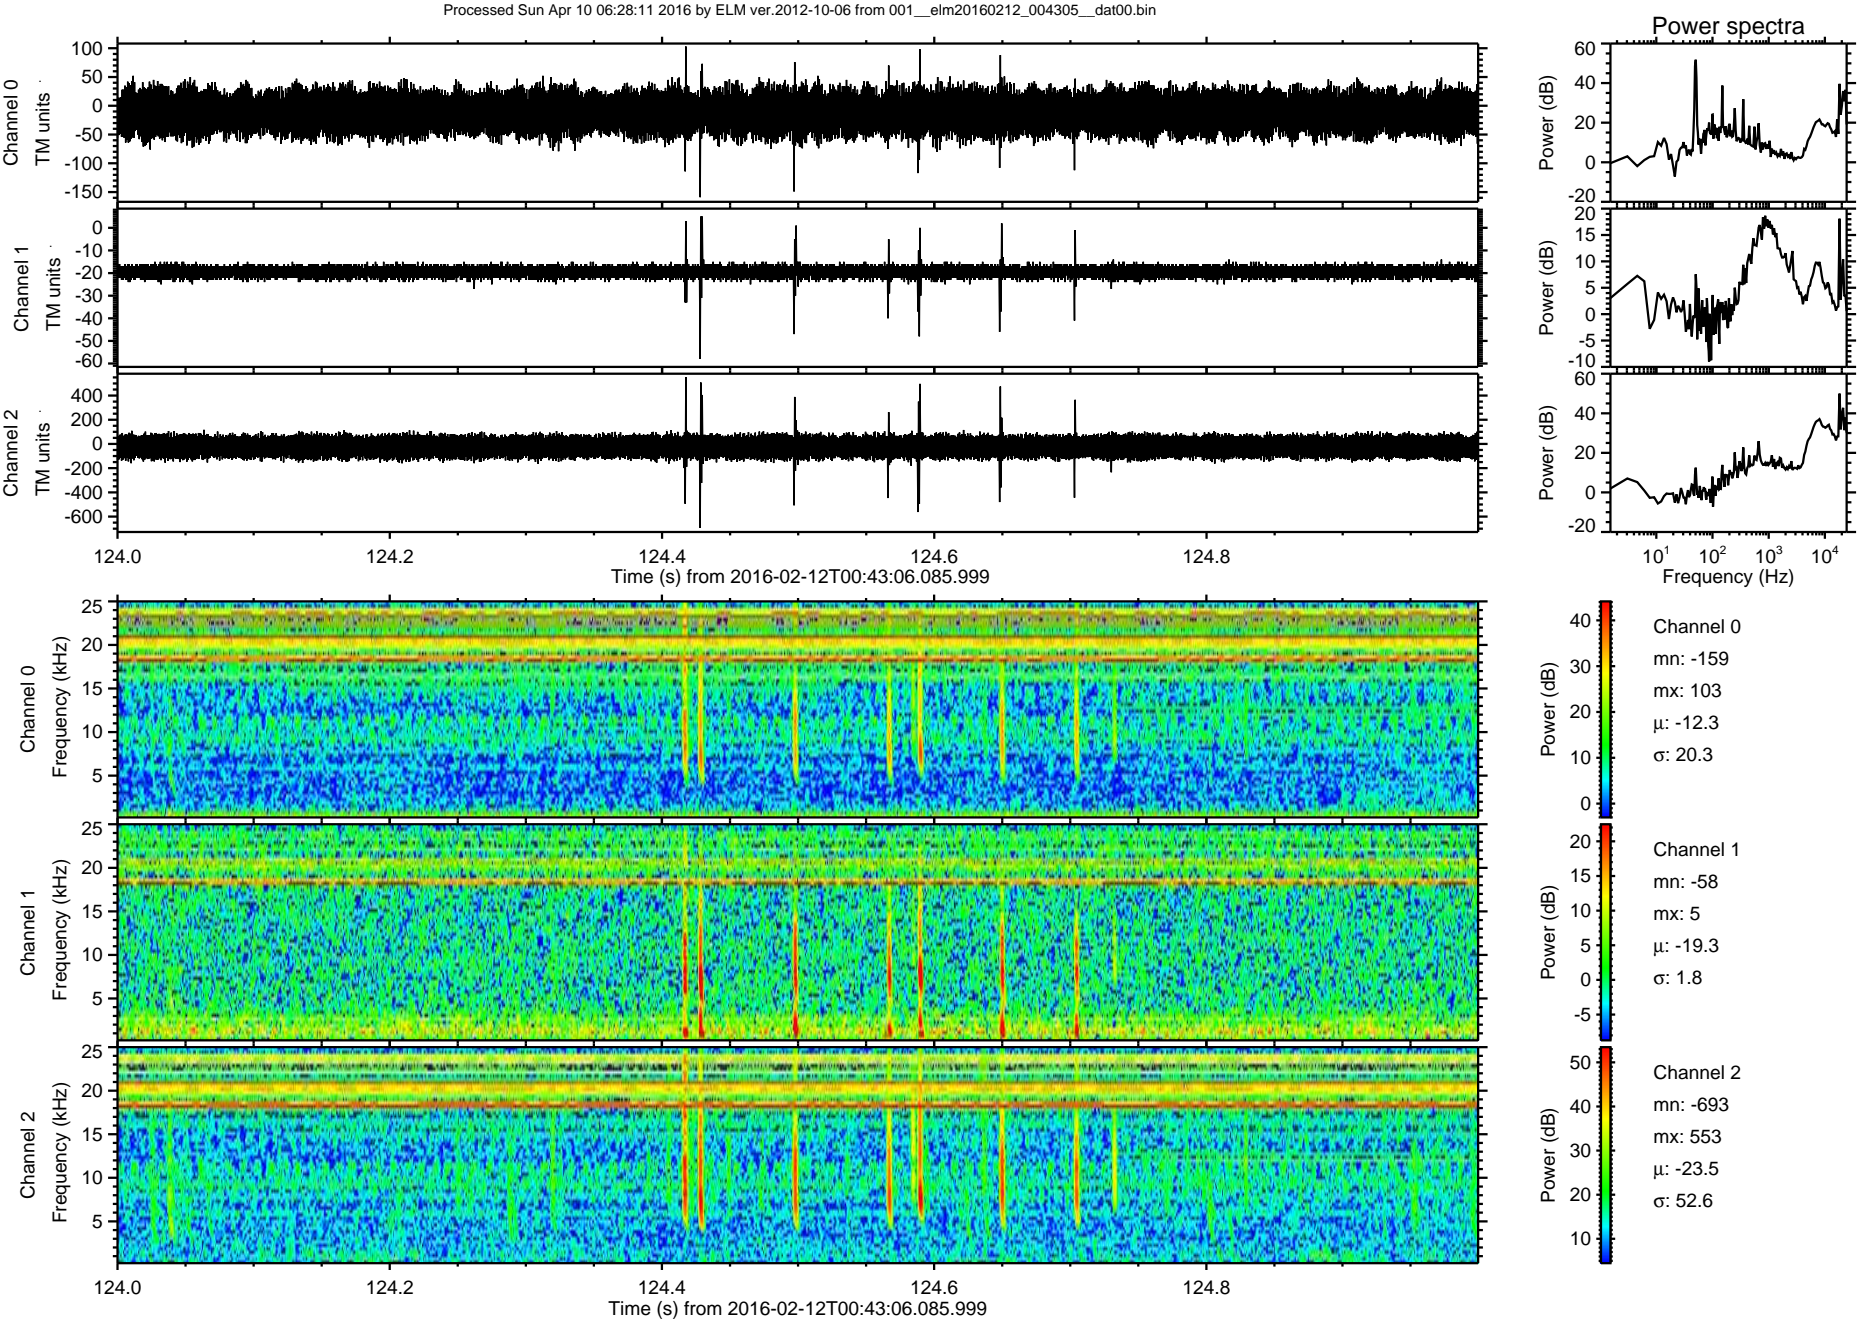 Processed Sun Apr 10 06:28:11 2016 by ELM ver.2012-10-06 from 001__elm20160212_004305__dat00.bin
Power spectra
Channel 0
TM units
100
50
0
-50
-100
-150
Power (dB)
60
40
20
0
-20
Channel 1
TM units
0
-10
-20
-30
-40
-50
-60
Power (dB)
20
15
10
5
0
-5
-10
Channel 2
TM units
400
200
0
-200
-400
-600
Power (dB)
60
40
20
0
-20
124.0 124.2 124.4 124.6 124.8
Time (s) from 2016-02-12T00:43:06.085.999
10^1 10^2 10^3 10^4
Frequency (Hz)
Channel 0
Frequency (kHz)
25
20
15
10
5
Power (dB)
40
30
20
10
0
Channel 0
mn: -159
mx: 103
μ: -12.3
σ: 20.3
Channel 1
Frequency (kHz)
25
20
15
10
5
Power (dB)
20
15
10
5
0
-5
Channel 1
mn: -58
mx: 5
μ: -19.3
σ: 1.8
Channel 2
Frequency (kHz)
25
20
15
10
5
Power (dB)
50
40
30
20
10
Channel 2
mn: -693
mx: 553
μ: -23.5
σ: 52.6
124.0 124.2 124.4 124.6 124.8
Time (s) from 2016-02-12T00:43:06.085.999